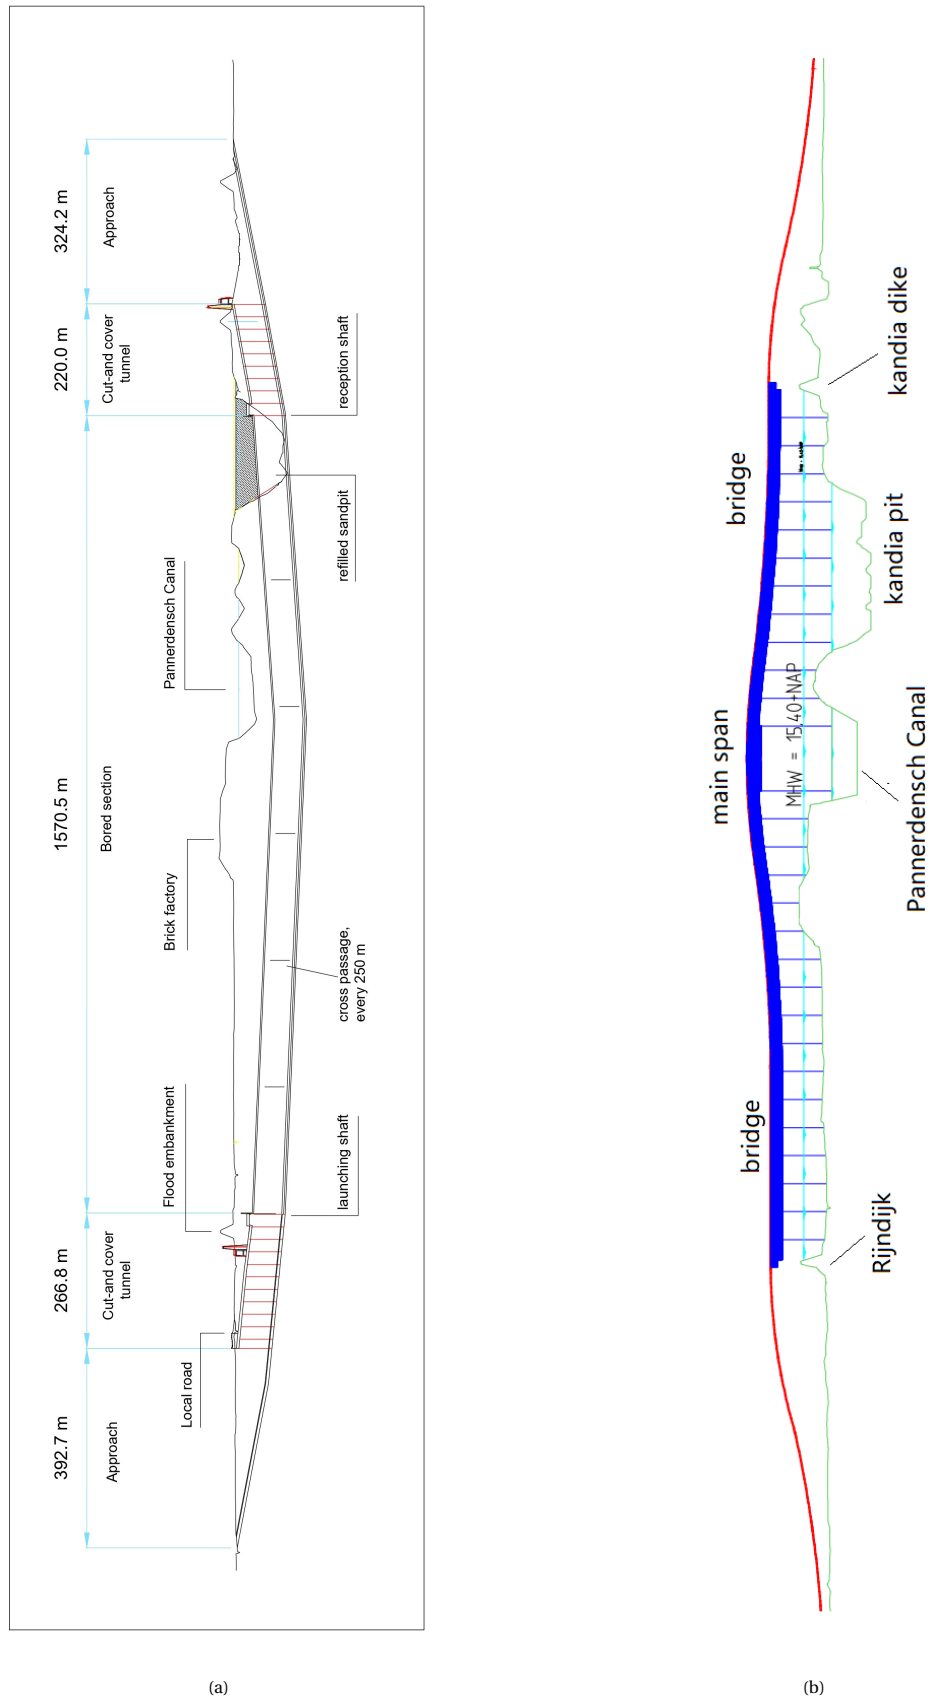 324.2 m
220.0 m
1570.5 m
266.8 m
392.7 m
Approach
Cut-and cover
tunnel
Bored section
Cut-and cover
tunnel
Approach
Pannerdensch Canal
Brick factory
Flood embankment
Local road
reception shaft
refilled sandpit
cross passage,
every 250 m
launching shaft
(a)
bridge
main span
bridge
MHW = 15,40+NAP
kandia dike
kandia pit
Pannerdensch Canal
Rijndijk
(b)